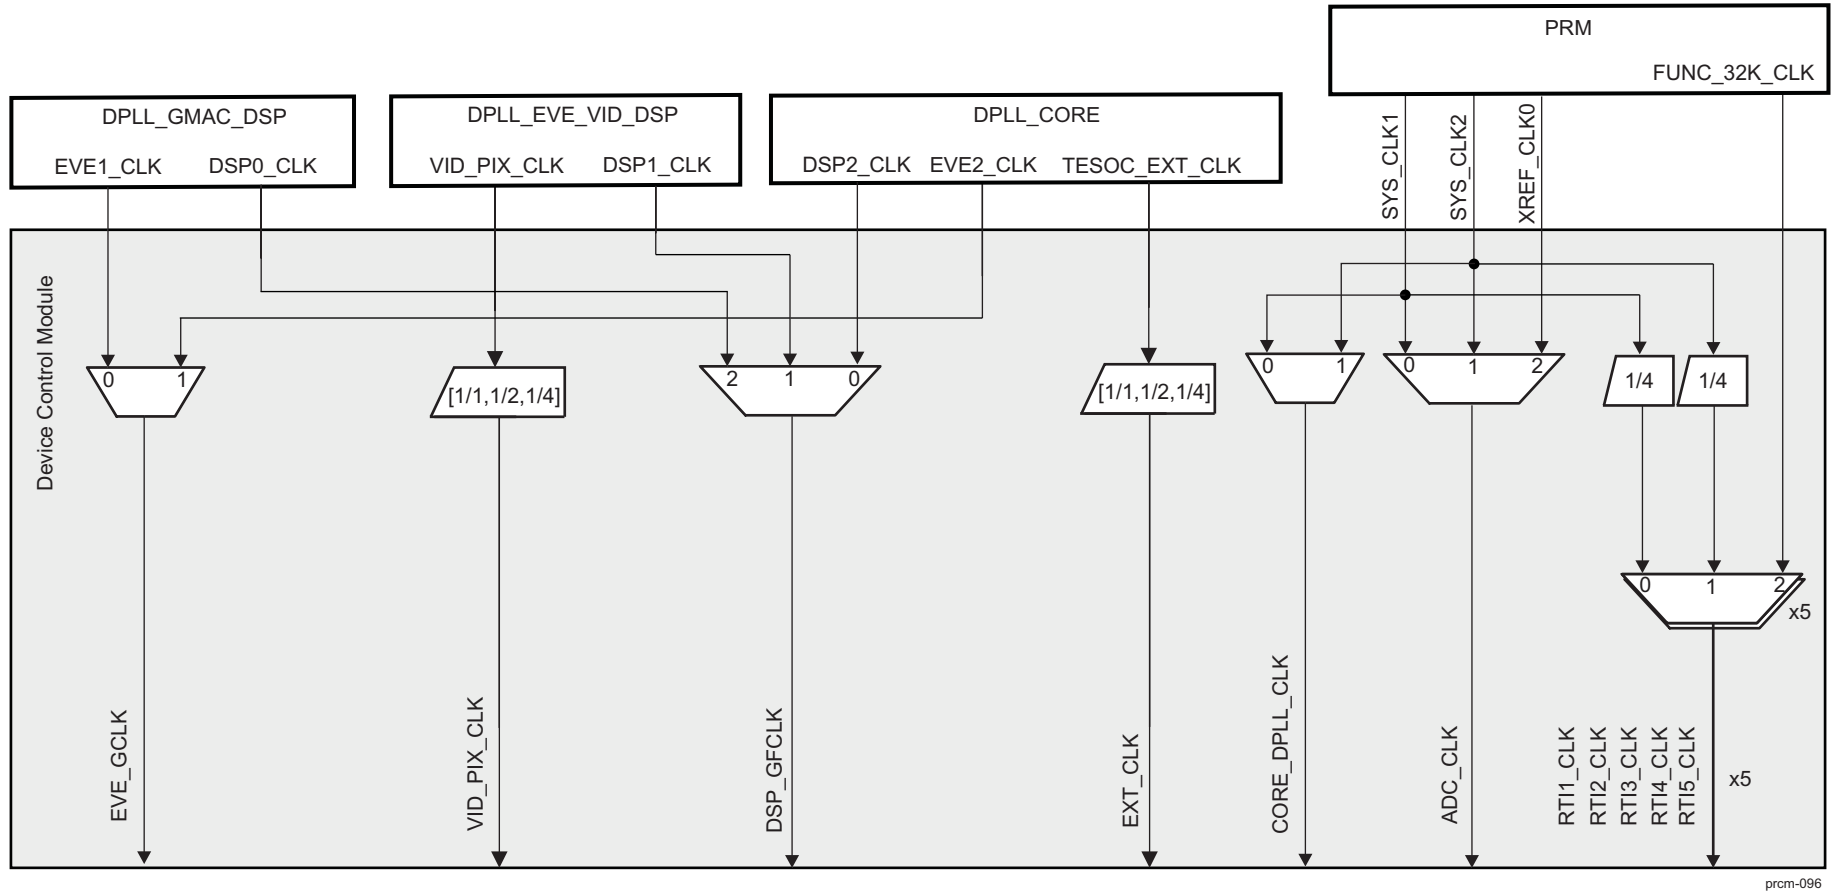 PRM
FUNC_32K_CLK
DPLL_GMAC_DSP
EVE1_CLK
DSP0_CLK
DPLL_EVE_VID_DSP
VID_PIX_CLK
DSP1_CLK
DPLL_CORE
DSP2_CLK
EVE2_CLK
TESOC_EXT_CLK
SYS_CLK1
SYS_CLK2
XREF_CLK0
Device Control Module
0
1
[1/1,1/2,1/4]
2
1
0
[1/1,1/2,1/4]
0
1
0
1
2
1/4
1/4
0
1
2
x5
EVE_GCLK
VID_PIX_CLK
DSP_GFCLK
EXT_CLK
CORE_DPLL_CLK
ADC_CLK
RTI1_CLK
RTI2_CLK
RTI3_CLK
RTI4_CLK
RTI5_CLK
x5
prcm-096